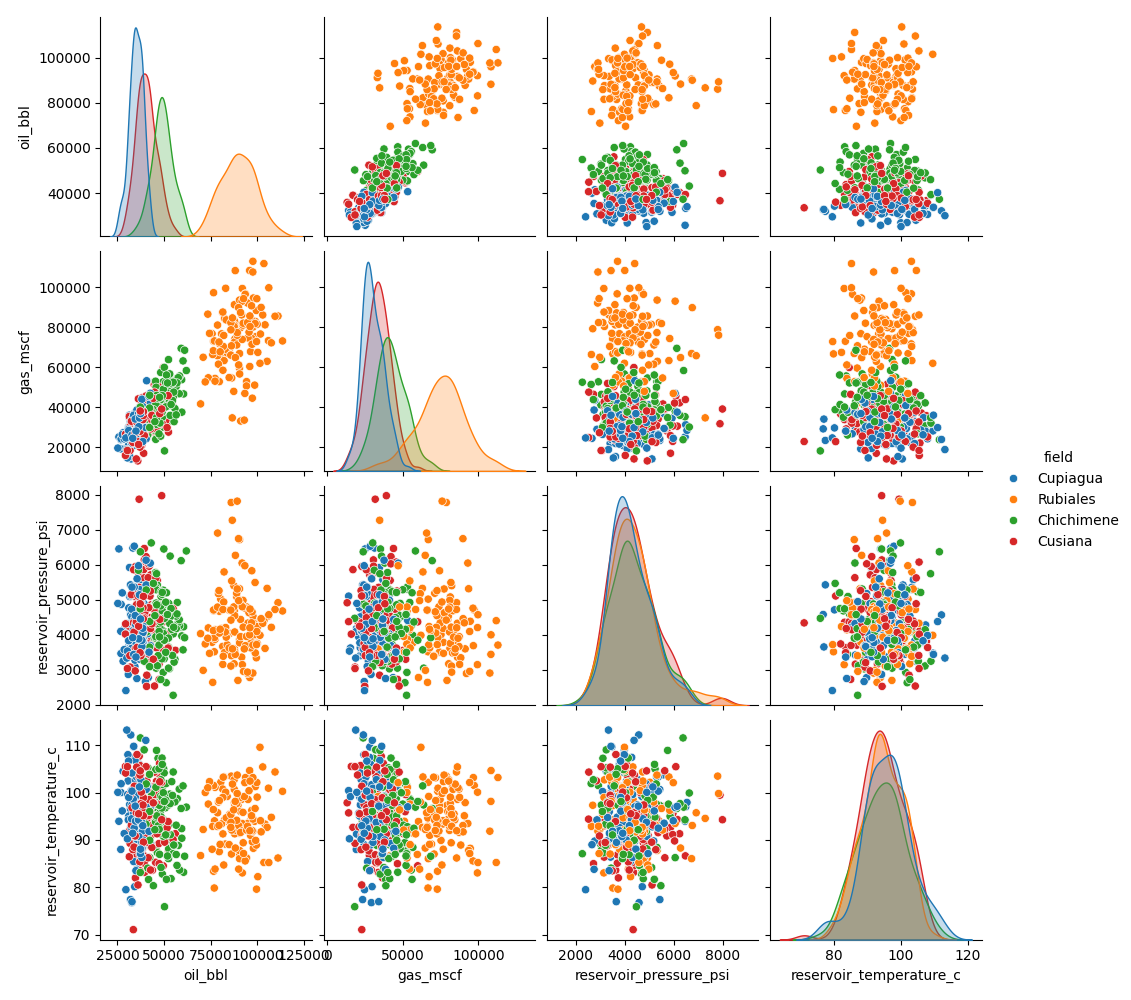 oil_bbl
100000
80000
60000
40000
gas_mscf
100000
80000
60000
40000
20000
field
Cupiagua
Rubiales
Chichimene
Cusiana
reservoir_pressure_psi
8000
7000
6000
5000
4000
3000
2000
reservoir_temperature_c
110
100
90
80
70
25000 50000 75000 100000 125000
0 50000 100000
2000 4000 6000 8000
80 100 120
oil_bbl
gas_mscf
reservoir_pressure_psi
reservoir_temperature_c